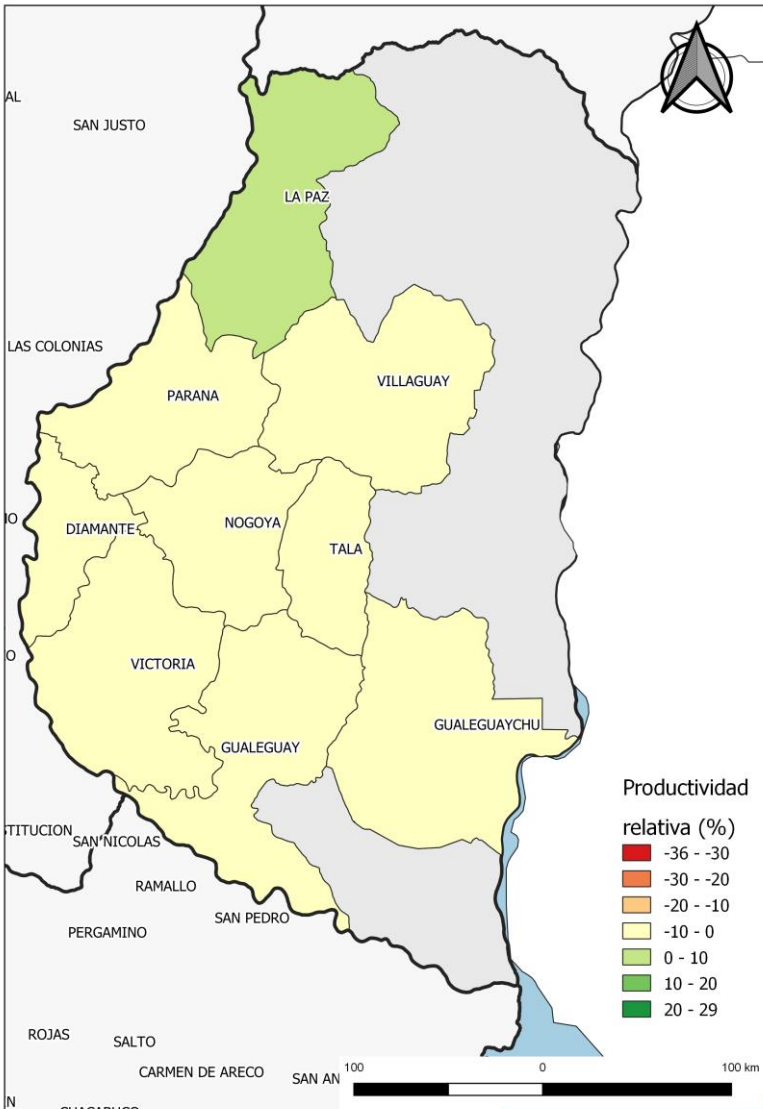 AL
SAN JUSTO
LA PAZ
LAS COLONIAS
VILLAGUAY
PARANA
IO
DIAMANTE
NOGOYA
TALA
O
VICTORIA
GUALEGUAYCHU
GUALEGUAY
Productividad
relativa (%)
-36 - -30
-30 - -20
-20 - -10
-10 - 0
0 - 10
10 - 20
20 - 29
STITUCION
SAN NICOLAS
RAMALLO
SAN PEDRO
PERGAMINO
ROJAS
SALTO
CARMEN DE ARECO
SAN AN
100 0 100 km
N
CHACABUCO